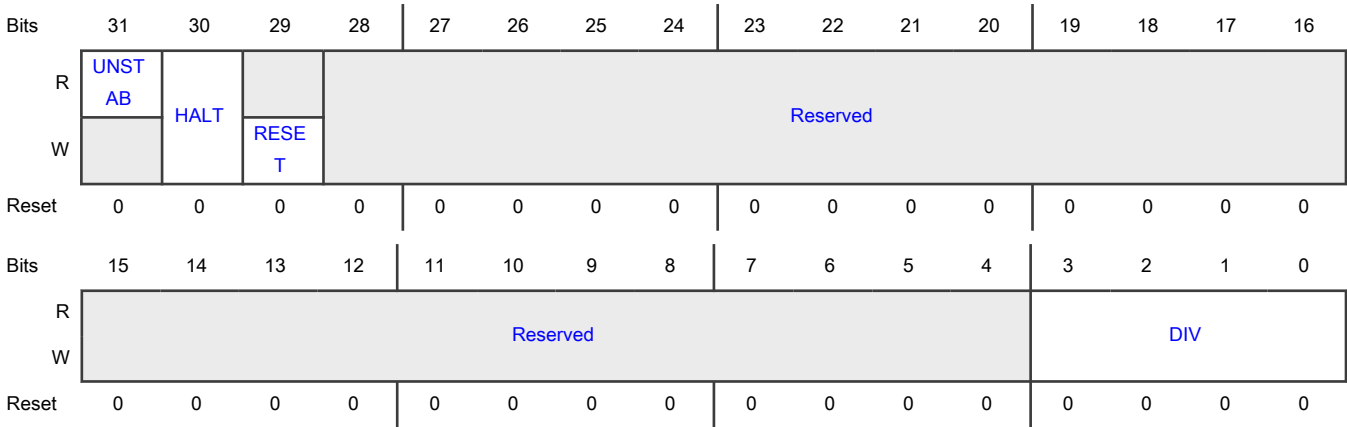 Bits 31 30 29 28 27 26 25 24 23 22 21 20 19 18 17 16
R UNST
AB HALT Reserved
W RESE
T
Reset 0 0 0 0 0 0 0 0 0 0 0 0 0 0 0 0
Bits 15 14 13 12 11 10 9 8 7 6 5 4 3 2 1 0
R Reserved DIV
W
Reset 0 0 0 0 0 0 0 0 0 0 0 0 0 0 0 0